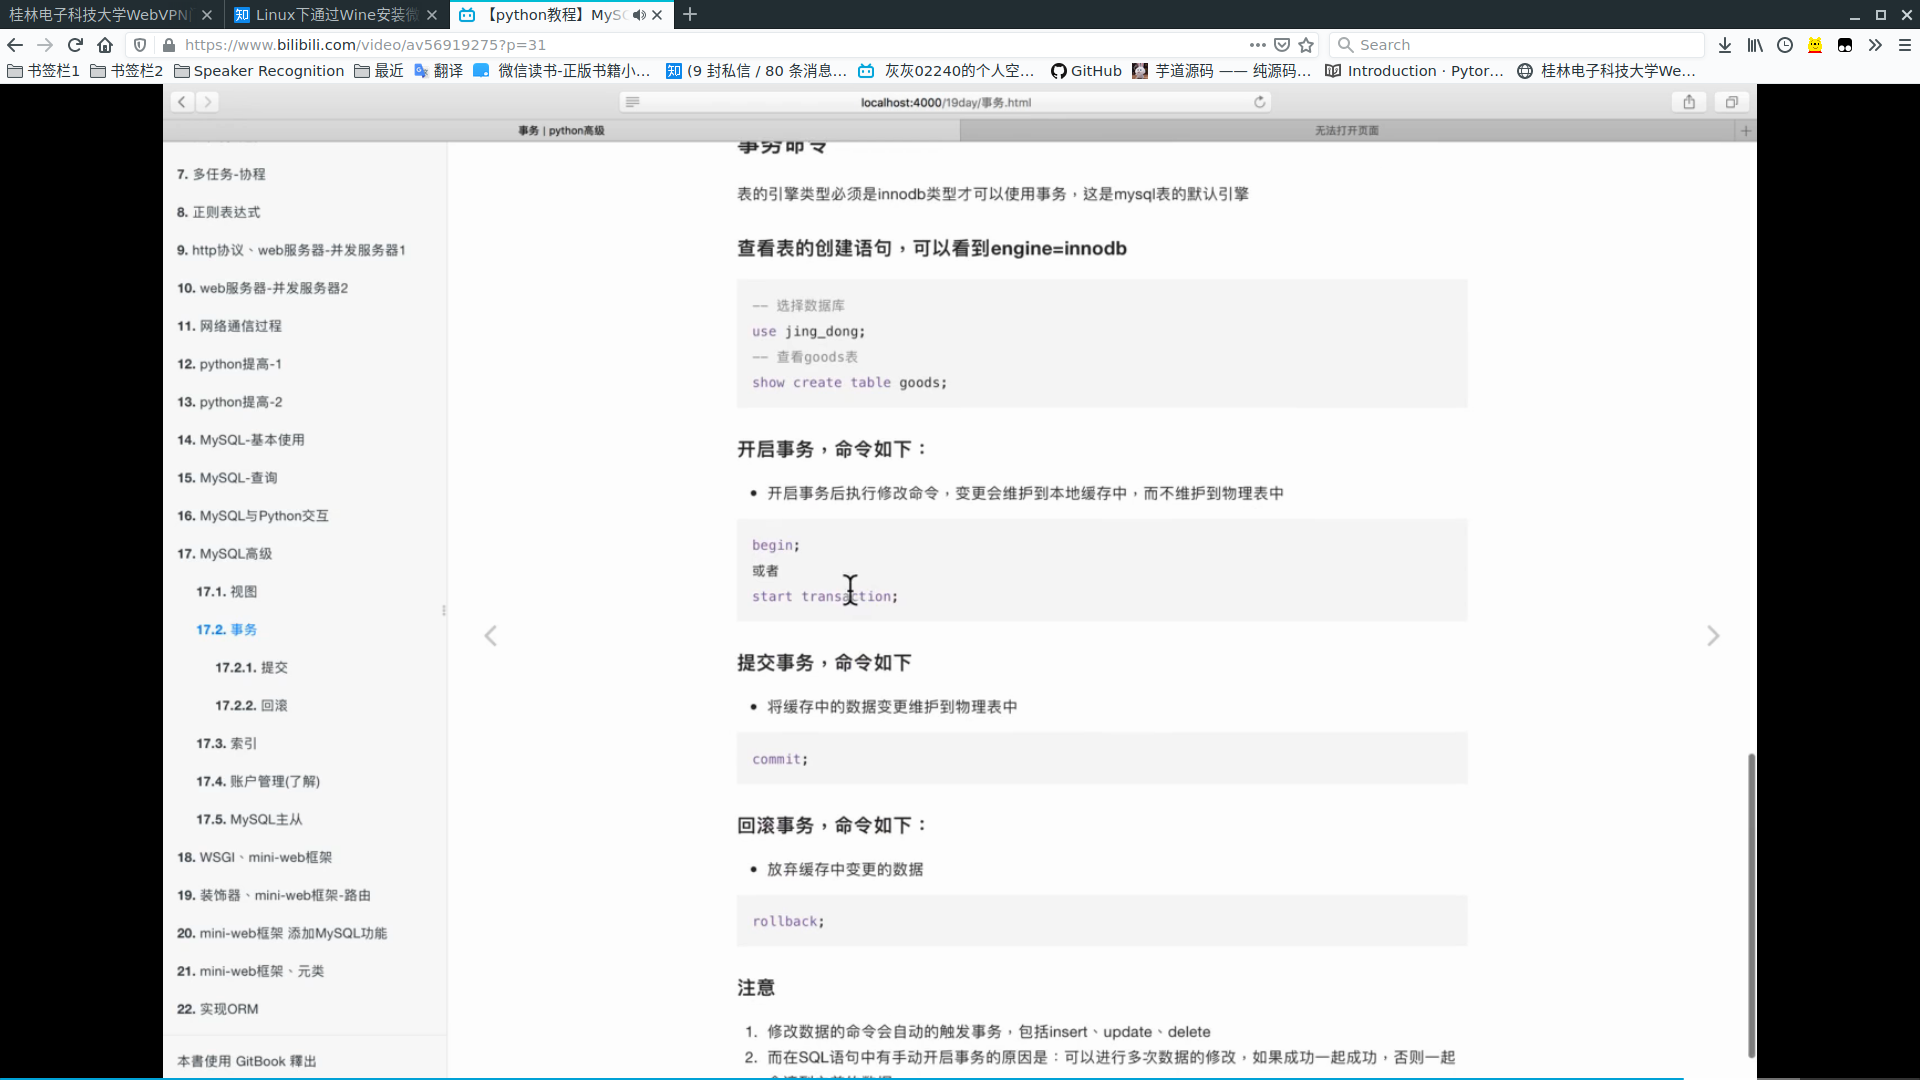 桂林电子科技大学WebVPN
Linux下通过Wine安装微
【python教程】MySQ
https://www.bilibili.com/video/av56919275?p=31
Search
书签栏1
书签栏2
Speaker Recognition
最近
翻译
微信读书-正版书籍小...
(9 封私信 / 80 条消息...
灰灰02240的个人空...
GitHub
芋道源码 —— 纯源码...
Introduction · Pytor...
桂林电子科技大学We...
localhost:4000/19day/事务.html
事务 | python高级
无法打开页面
7. 多任务-协程
8. 正则表达式
9. http协议、web服务器-并发服务器1
10. web服务器-并发服务器2
11. 网络通信过程
12. python提高-1
13. python提高-2
14. MySQL-基本使用
15. MySQL-查询
16. MySQL与Python交互
17. MySQL高级
17.1. 视图
17.2. 事务
17.2.1. 提交
17.2.2. 回滚
17.3. 索引
17.4. 账户管理(了解)
17.5. MySQL主从
18. WSGI、mini-web框架
19. 装饰器、mini-web框架-路由
20. mini-web框架 添加MySQL功能
21. mini-web框架、元类
22. 实现ORM
本書使用 GitBook 釋出
事务命令
表的引擎类型必须是innodb类型才可以使用事务，这是mysql表的默认引擎
查看表的创建语句，可以看到engine=innodb
-- 选择数据库
use jing_dong;
-- 查看goods表
show create table goods;
开启事务，命令如下：
• 开启事务后执行修改命令，变更会维护到本地缓存中，而不维护到物理表中
begin;
或者
start transaction;
提交事务，命令如下
• 将缓存中的数据变更维护到物理表中
commit;
回滚事务，命令如下：
• 放弃缓存中变更的数据
rollback;
注意
1. 修改数据的命令会自动的触发事务，包括insert、update、delete
2. 而在SQL语句中有手动开启事务的原因是：可以进行多次数据的修改，如果成功一起成功，否则一起